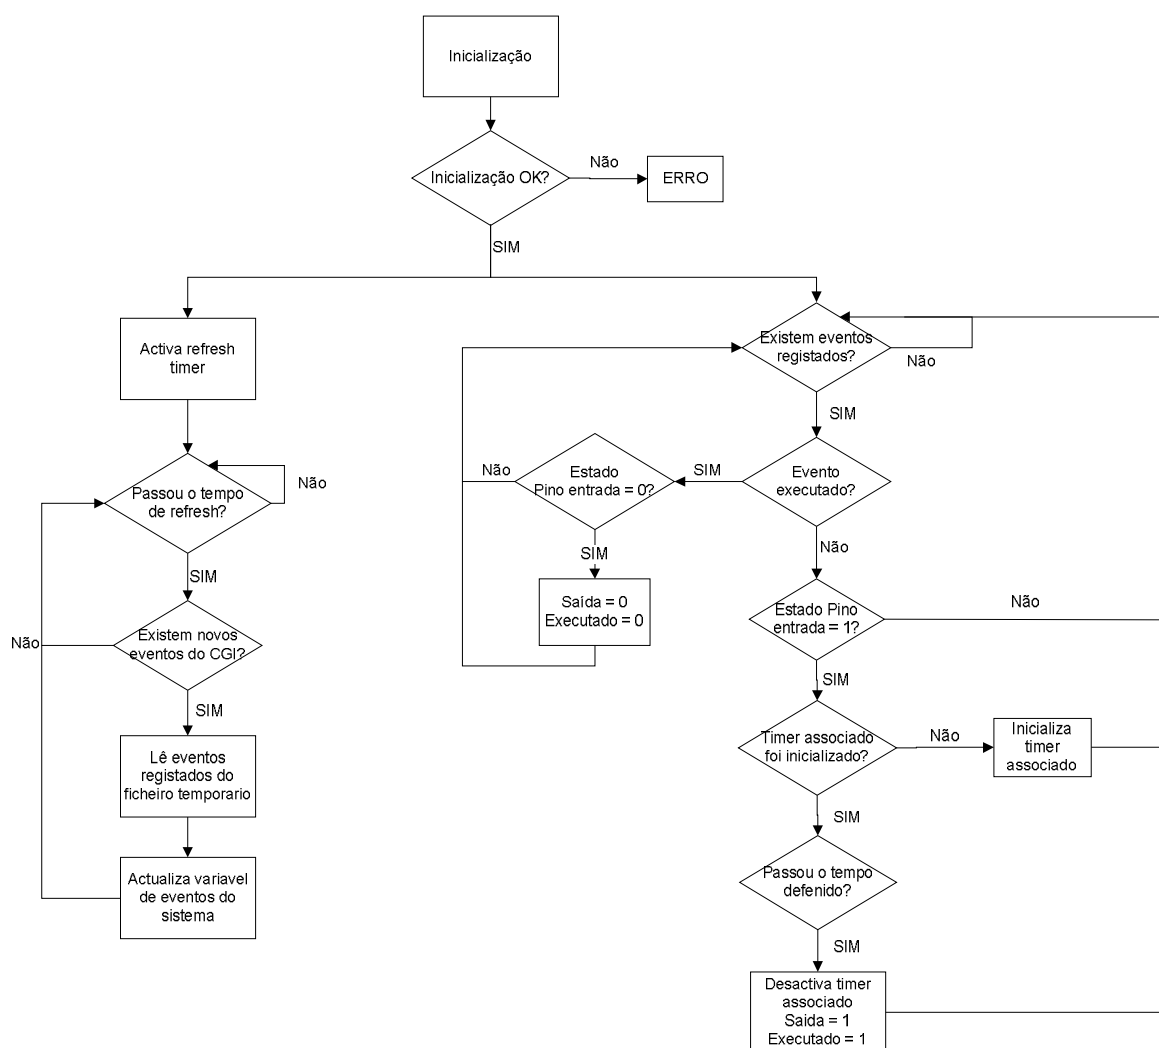 Inicialização
Inicialização OK?
Não
ERRO
SIM
Activa refresh
timer
Passou o tempo
de refresh?
Não
SIM
Existem novos
eventos do CGI?
Não
SIM
Lê eventos
registados do
ficheiro temporario
Actualiza variavel
de eventos do
sistema
Existem eventos
registados?
Não
SIM
Evento
executado?
SIM
Estado
Pino entrada = 0?
Não
SIM
Saída = 0
Executado = 0
Não
Estado Pino
entrada = 1?
Não
SIM
Timer associado
foi inicializado?
Não
Inicializa
timer
associado
SIM
Passou o tempo
defenido?
SIM
Desactiva timer
associado
Saida = 1
Executado = 1